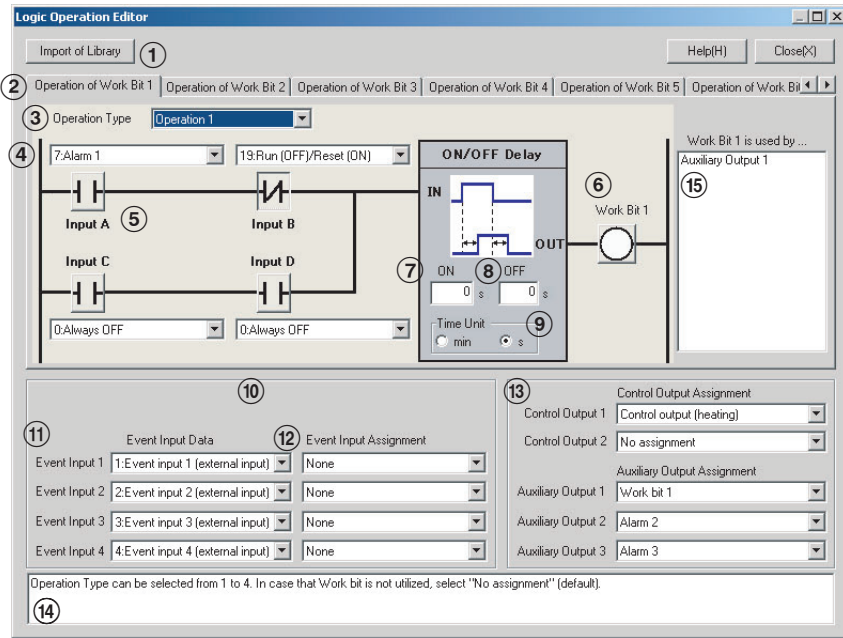 Logic Operation Editor
Import of Library
1
Help(H)
Close(X)
2
Operation of Work Bit 1
Operation of Work Bit 2
Operation of Work Bit 3
Operation of Work Bit 4
Operation of Work Bit 5
Operation of Work Bi
3
Operation Type
Operation 1
4
7:Alarm 1
19:Run (OFF)/Reset (ON)
ON/OFF Delay
Work Bit 1 is used by ...
Auxiliary Output 1
15
IN
OUT
5
Input A
Input B
6
Work Bit 1
Input C
Input D
7
ON
8
OFF
0 s
0 s
0:Always OFF
0:Always OFF
Time Unit
9
min
s
10
11
Event Input Data
12
Event Input Assignment
Event Input 1
1:Event input 1 (external input)
None
Event Input 2
2:Event input 2 (external input)
None
Event Input 3
3:Event input 3 (external input)
None
Event Input 4
4:Event input 4 (external input)
None
13
Control Output Assignment
Control Output 1
Control output (heating)
Control Output 2
No assignment
Auxiliary Output Assignment
Auxiliary Output 1
Work bit 1
Auxiliary Output 2
Alarm 2
Auxiliary Output 3
Alarm 3
Operation Type can be selected from 1 to 4. In case that Work bit is not utilized, select "No assignment" (default).
14